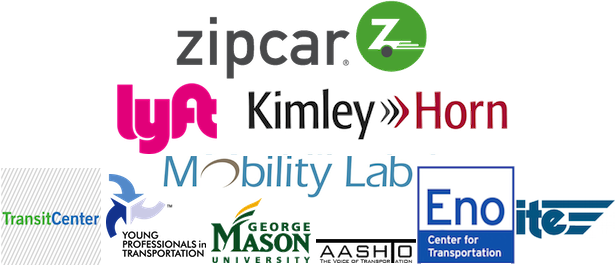 zipcar®
Z
lyft
Kimley»Horn
Mobility Lab
TransitCenter
YOUNG
PROFESSIONALS in
TRANSPORTATION
™
GEORGE
MASON
UNIVERSITY
AASHTO
THE VOICE OF TRANSPORTATION
Eno
Center for
Transportation
ite